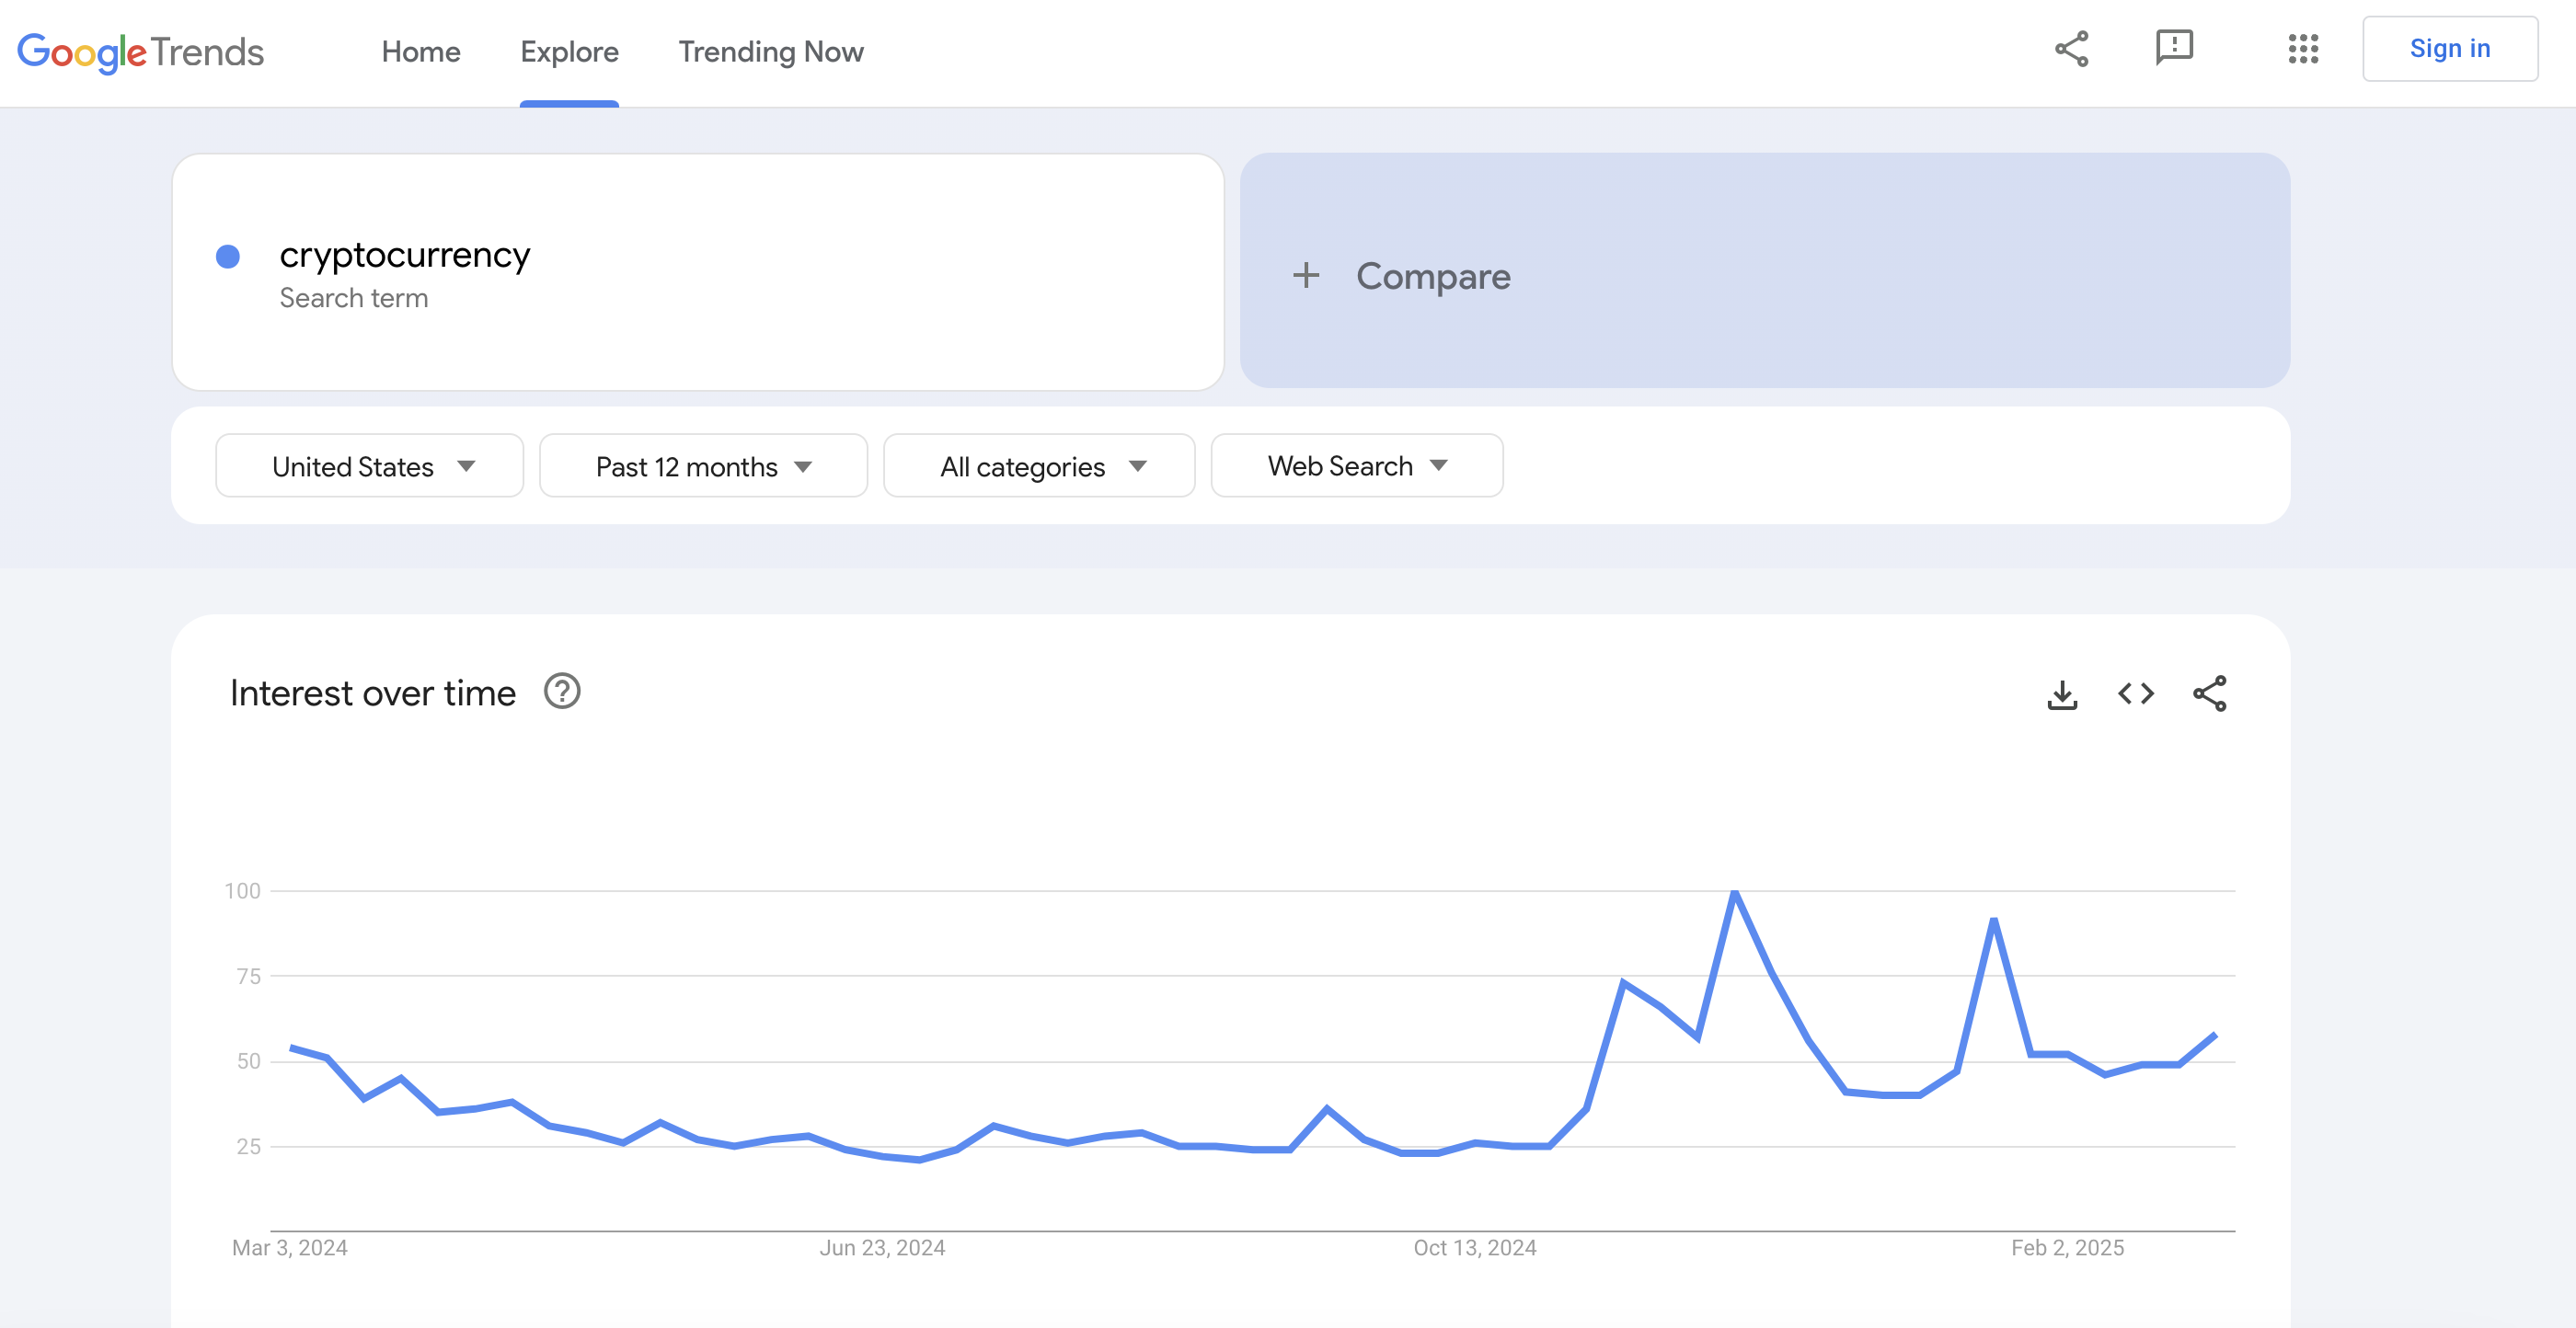 Google Trends Home Explore Trending Now Sign in
cryptocurrency
Search term
+ Compare
United States Past 12 months All categories Web Search
Interest over time
100
75
50
25
Mar 3, 2024 Jun 23, 2024 Oct 13, 2024 Feb 2, 2025